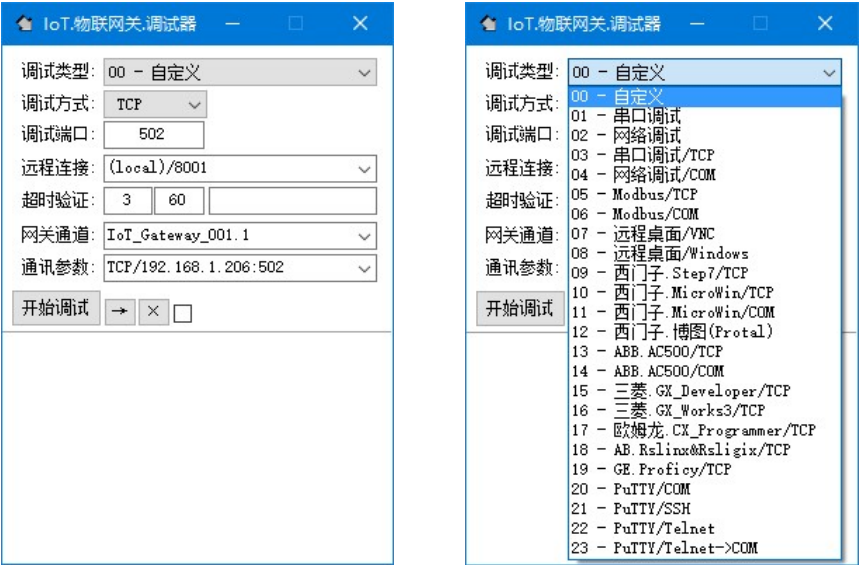 IoT.物联网关.调试器
调试类型: 00 - 自定义
调试方式: TCP
调试端口: 502
远程连接: (local)/8001
超时验证: 3 60
网关通道: IoT_Gateway_001.1
通讯参数: TCP/192.168.1.206:502
开始调试 → ×
IoT.物联网关.调试器
调试类型: 00 - 自定义
调试方式:
调试端口:
远程连接:
超时验证:
网关通道:
通讯参数:
开始调试
00 - 自定义
01 - 串口调试
02 - 网络调试
03 - 串口调试/TCP
04 - 网络调试/COM
05 - Modbus/TCP
06 - Modbus/COM
07 - 远程桌面/VNC
08 - 远程桌面/Windows
09 - 西门子.Step7/TCP
10 - 西门子.MicroWin/TCP
11 - 西门子.MicroWin/COM
12 - 西门子.博图(Protal)
13 - ABB.AC500/TCP
14 - ABB.AC500/COM
15 - 三菱.GX_Developer/TCP
16 - 三菱.GX_Works3/TCP
17 - 欧姆龙.CX_Programmer/TCP
18 - AB.Rslinx&Rsligix/TCP
19 - GE.Proficy/TCP
20 - PuTTY/COM
21 - PuTTY/SSH
22 - PuTTY/Telnet
23 - PuTTY/Telnet->COM